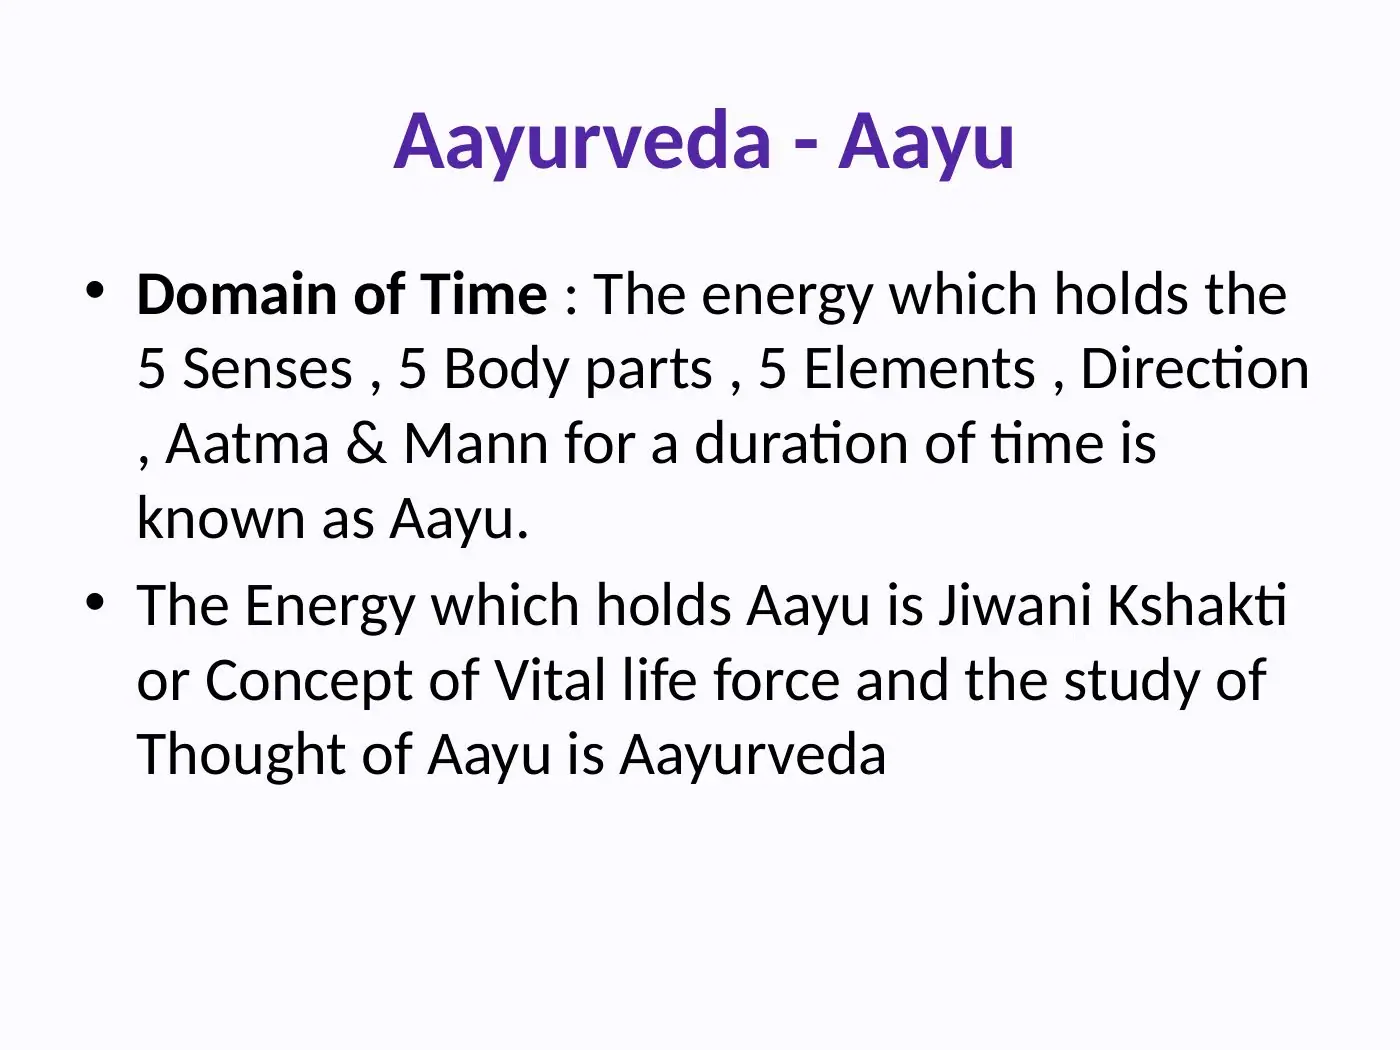 Aayurveda - Aayu
• Domain of Time : The energy which holds the
5 Senses , 5 Body parts , 5 Elements , Direction
, Aatma & Mann for a duration of time is
known as Aayu.
• The Energy which holds Aayu is Jiwani Kshakti
or Concept of Vital life force and the study of
Thought of Aayu is Aayurveda